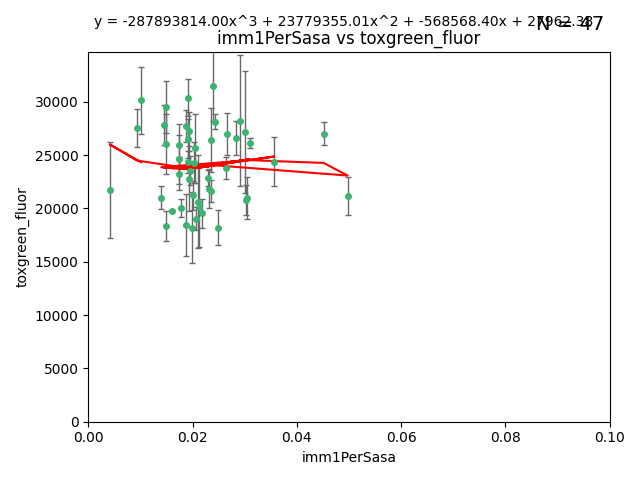 y = -287893814.00x^3 + 23779355.01x^2 + -568568.40x + 27962.38
N = 47
imm1PerSasa vs toxgreen_fluor
30000
25000
20000
15000
10000
5000
0
toxgreen_fluor
0.00 0.02 0.04 0.06 0.08 0.10
imm1PerSasa